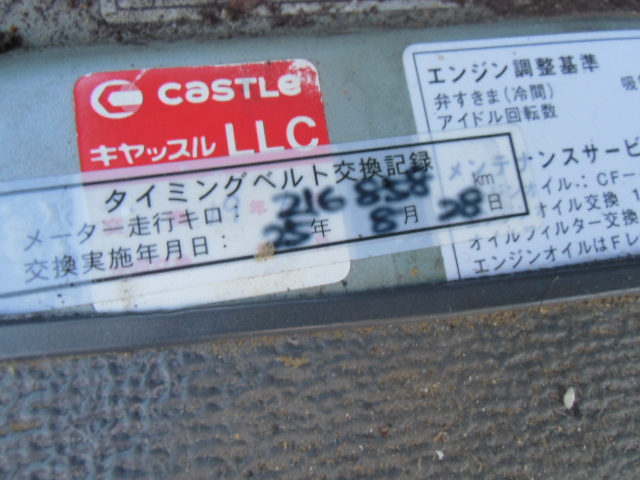 CASTLE
キャッスル LLC
タイミングベルト交換記録
メーター走行キロ: 216 858 km
交換実施年月日: 25年 8月 28日
エンジン調整基準
弁すきま(冷間) 吸
アイドル回転数
メンテナンスサービ
オイル:CF-
オイル交換
オイルフィルター交換
エンジンオイルはFレ